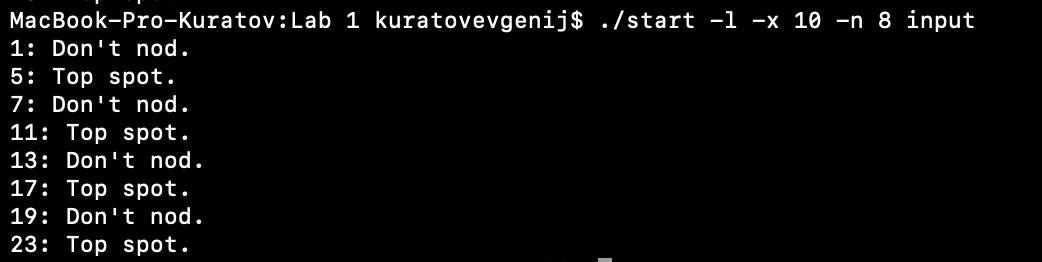 MacBook-Pro-Kuratov:Lab 1 kuratovevgenij$ ./start -l -x 10 -n 8 input
1: Don't nod.
5: Top spot.
7: Don't nod.
11: Top spot.
13: Don't nod.
17: Top spot.
19: Don't nod.
23: Top spot.